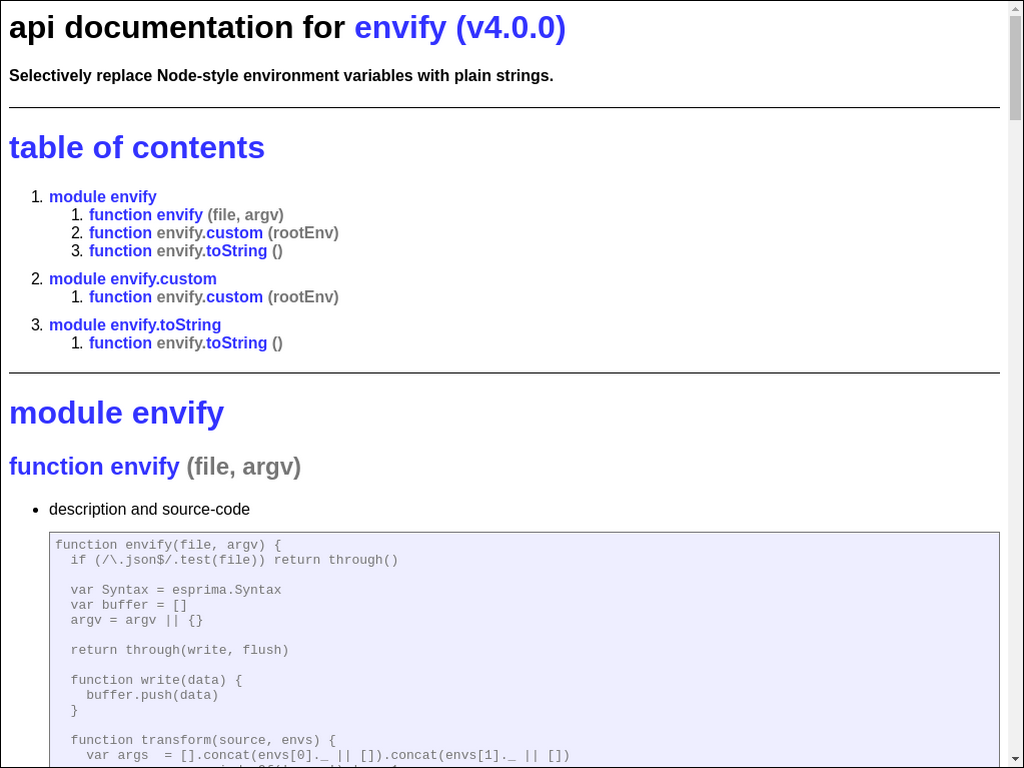 api documentation for envify (v4.0.0)
Selectively replace Node-style environment variables with plain strings.
table of contents
1. module envify
1. function envify (file, argv)
2. function envify.custom (rootEnv)
3. function envify.toString ()
2. module envify.custom
1. function envify.custom (rootEnv)
3. module envify.toString
1. function envify.toString ()
module envify
function envify (file, argv)
• description and source-code
function envify(file, argv) {
  if (/\.json$/.test(file)) return through()
  var Syntax = esprima.Syntax
  var buffer = []
  argv = argv || {}
  return through(write, flush)
  function write(data) {
    buffer.push(data)
  }
  function transform(source, envs) {
    var args  = [].concat(envs[0]._ || []).concat(envs[1]._ || [])